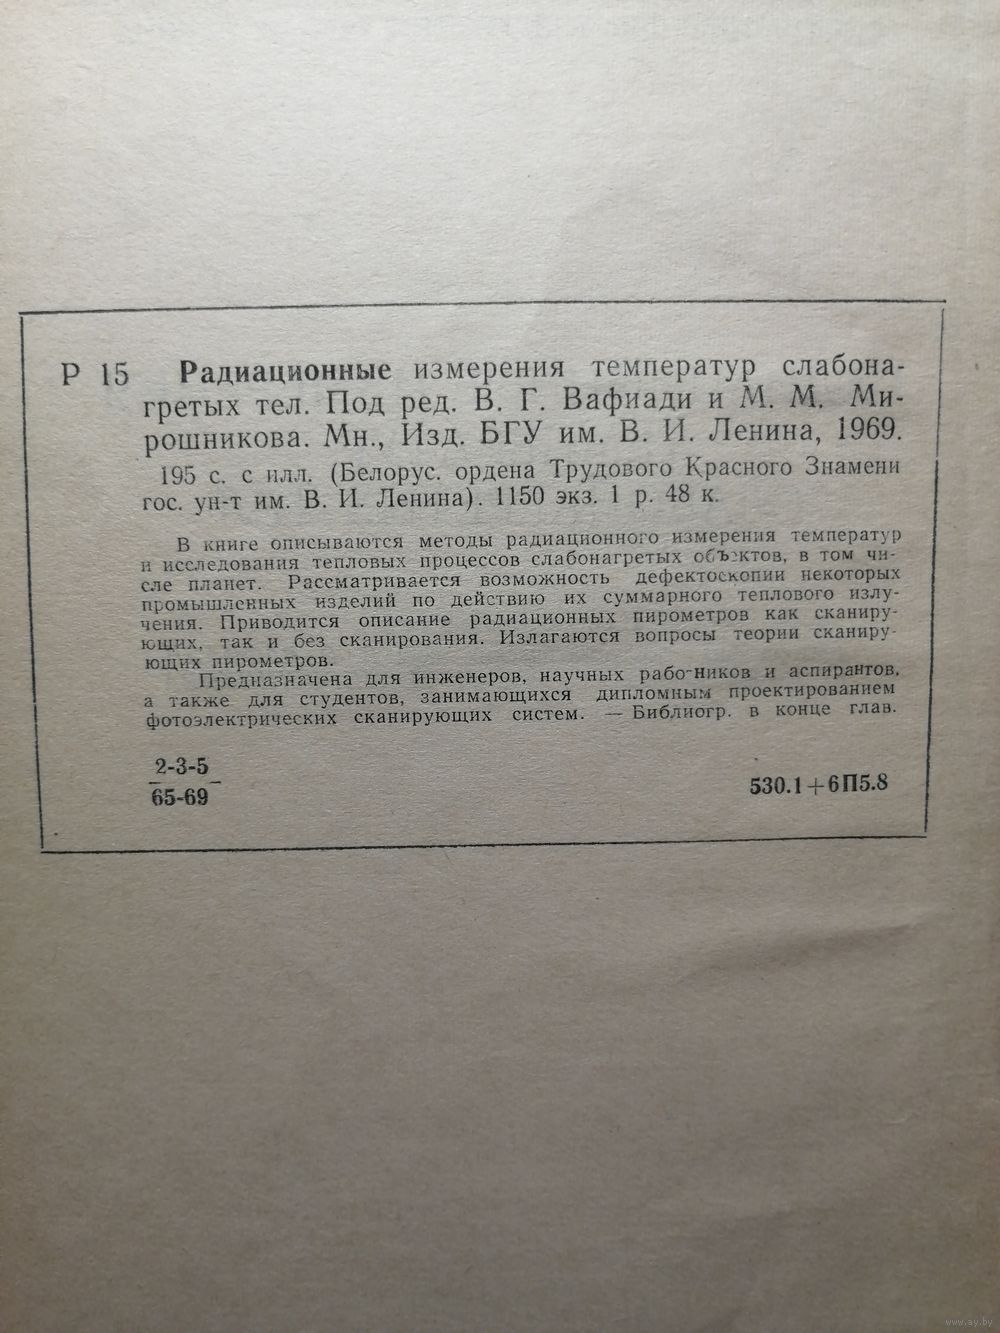 Р 15 Радиационные измерения температур слабона-
гретых тел. Под ред. В. Г. Вафиади и М. М. Ми-
рошникова. Мн., Изд. БГУ им. В. И. Ленина, 1969.
195 с. с илл. (Белорус. ордена Трудового Красного Знамени
гос. ун-т им. В. И. Ленина). 1150 экз. 1 р. 48 к.
В книге описываются методы радиационного измерения температур
и исследования тепловых процессов слабонагретых объектов, в том чи-
сле планет. Рассматривается возможность дефектоскопии некоторых
промышленных изделий по действию их суммарного теплового излу-
чения. Приводится описание радиационных пирометров как сканиру-
ющих, так и без сканирования. Излагаются вопросы теории сканиру-
ющих пирометров.
Предназначена для инженеров, научных работников и аспирантов,
а также для студентов, занимающихся дипломным проектированием
фотоэлектрических сканирующих систем. — Библиогр. в конце глав.
2-3-5
65-69
530.1+6П5.8
www.ay.by